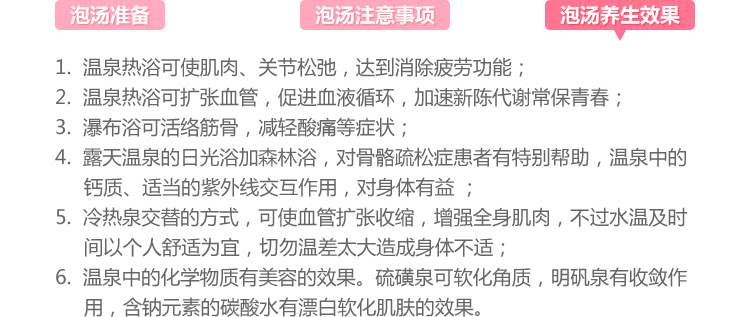 泡汤准备 泡汤注意事项 泡汤养生效果
1. 温泉热浴可使肌肉、关节松弛，达到消除疲劳功能；
2. 温泉热浴可扩张血管，促进血液循环，加速新陈代谢常保青春；
3. 瀑布浴可活络筋骨，减轻酸痛等症状；
4. 露天温泉的日光浴加森林浴，对骨骼疏松症患者有特别帮助，温泉中的
钙质、适当的紫外线交互作用，对身体有益 ；
5. 冷热泉交替的方式，可使血管扩张收缩，增强全身肌肉，不过水温及时
间以个人舒适为宜，切勿温差太大造成身体不适；
6. 温泉中的化学物质有美容的效果。硫磺泉可软化角质，明矾泉有收敛作
用，含钠元素的碳酸水有漂白软化肌肤的效果。